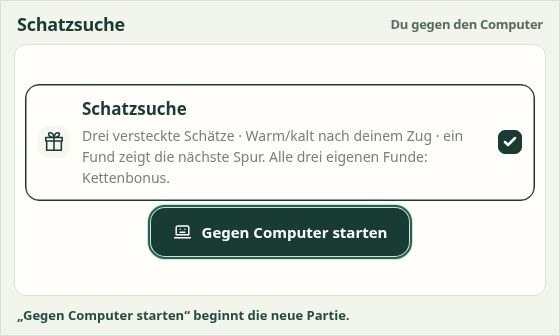 Schatzsuche
Du gegen den Computer
Schatzsuche
Drei versteckte Schätze · Warm/kalt nach deinem Zug · ein
Fund zeigt die nächste Spur. Alle drei eigenen Funde:
Kettenbonus.
Gegen Computer starten
„Gegen Computer starten“ beginnt die neue Partie.